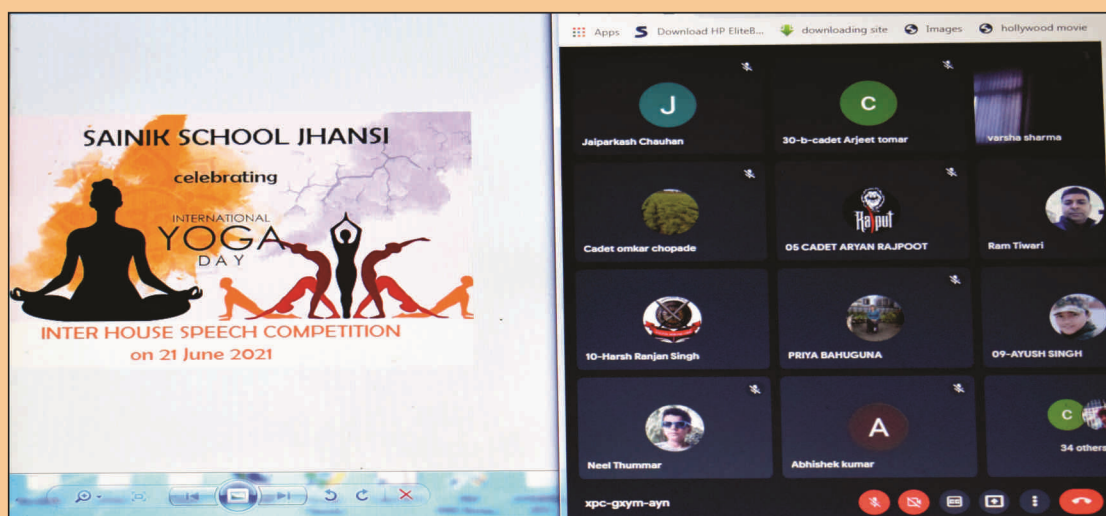 SAINIK SCHOOL JHANSI
celebrating
INTERNATIONAL
YOGA
DAY
INTER HOUSE SPEECH COMPETITION
on 21 June 2021
Apps S Download HP EliteB... downloading site Images hollywood movie
J
Jaiparkash Chauhan
C
30-b-cadet Arjeet tomar
varsha sharma
Cadet omkar chopade
Rajput
05 CADET ARYAN RAJPOOT
Ram Tiwari
10-Harsh Ranjan Singh
PRIYA BAHUGUNA
09-AYUSH SINGH
Neel Thummar
A
Abhishek kumar
C
34 others
xpc-gxym-ayn